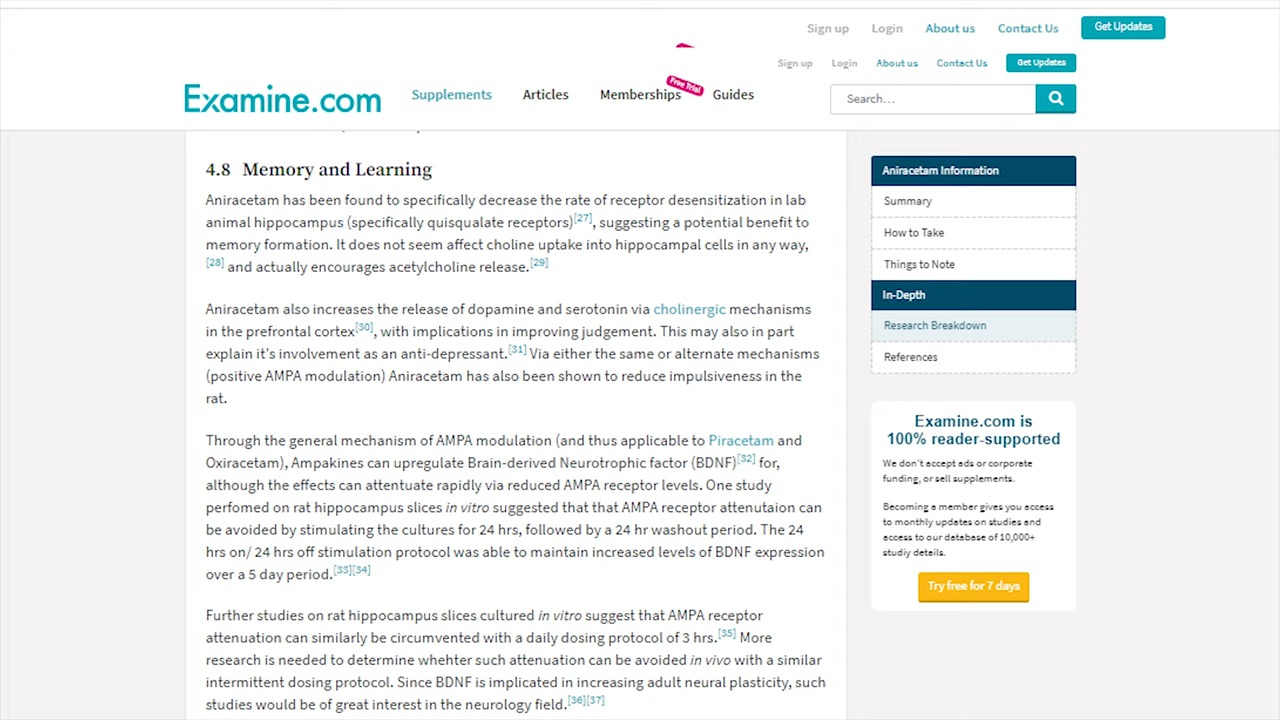 Sign up Login About us Contact Us Get Updates
Sign up Login About us Contact Us Get Updates
Examine.com Supplements Articles Memberships Free Trial Guides Search...
4.8 Memory and Learning
Aniracetam has been found to specifically decrease the rate of receptor desensitization in lab
animal hippocampus (specifically quisqualate receptors)[27], suggesting a potential benefit to
memory formation. It does not seem affect choline uptake into hippocampal cells in any way,
[28] and actually encourages acetylcholine release.[29]
Aniracetam also increases the release of dopamine and serotonin via cholinergic mechanisms
in the prefrontal cortex[30], with implications in improving judgement. This may also in part
explain it's involvement as an anti-depressant.[31] Via either the same or alternate mechanisms
(positive AMPA modulation) Aniracetam has also been shown to reduce impulsiveness in the
rat.
Through the general mechanism of AMPA modulation (and thus applicable to Piracetam and
Oxiracetam), Ampakines can upregulate Brain-derived Neurotrophic factor (BDNF)[32] for,
although the effects can attentuate rapidly via reduced AMPA receptor levels. One study
perfomed on rat hippocampus slices in vitro suggested that that AMPA receptor attenutaion can
be avoided by stimulating the cultures for 24 hrs, followed by a 24 hr washout period. The 24
hrs on/ 24 hrs off stimulation protocol was able to maintain increased levels of BDNF expression
over a 5 day period.[33][34]
Further studies on rat hippocampus slices cultured in vitro suggest that AMPA receptor
attenuation can similarly be circumvented with a daily dosing protocol of 3 hrs.[35] More
research is needed to determine whehter such attenuation can be avoided in vivo with a similar
intermittent dosing protocol. Since BDNF is implicated in increasing adult neural plasticity, such
studies would be of great interest in the neurology field.[36][37]
Aniracetam Information
Summary
How to Take
Things to Note
In-Depth
Research Breakdown
References
Examine.com is
100% reader-supported
We don't accept ads or corporate
funding, or sell supplements.
Becoming a member gives you access
to monthly updates on studies and
access to our database of 10,000+
studiy details.
Try free for 7 days